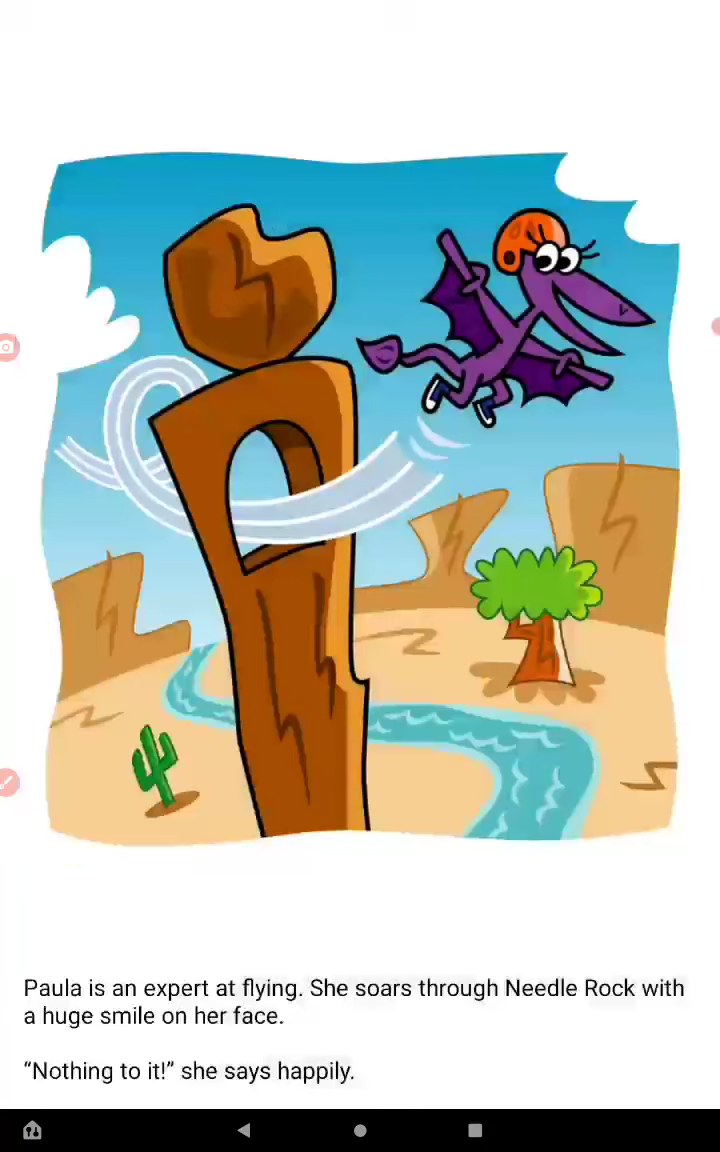 Paula is an expert at flying. She soars through Needle Rock with
a huge smile on her face.
“Nothing to it!” she says happily.